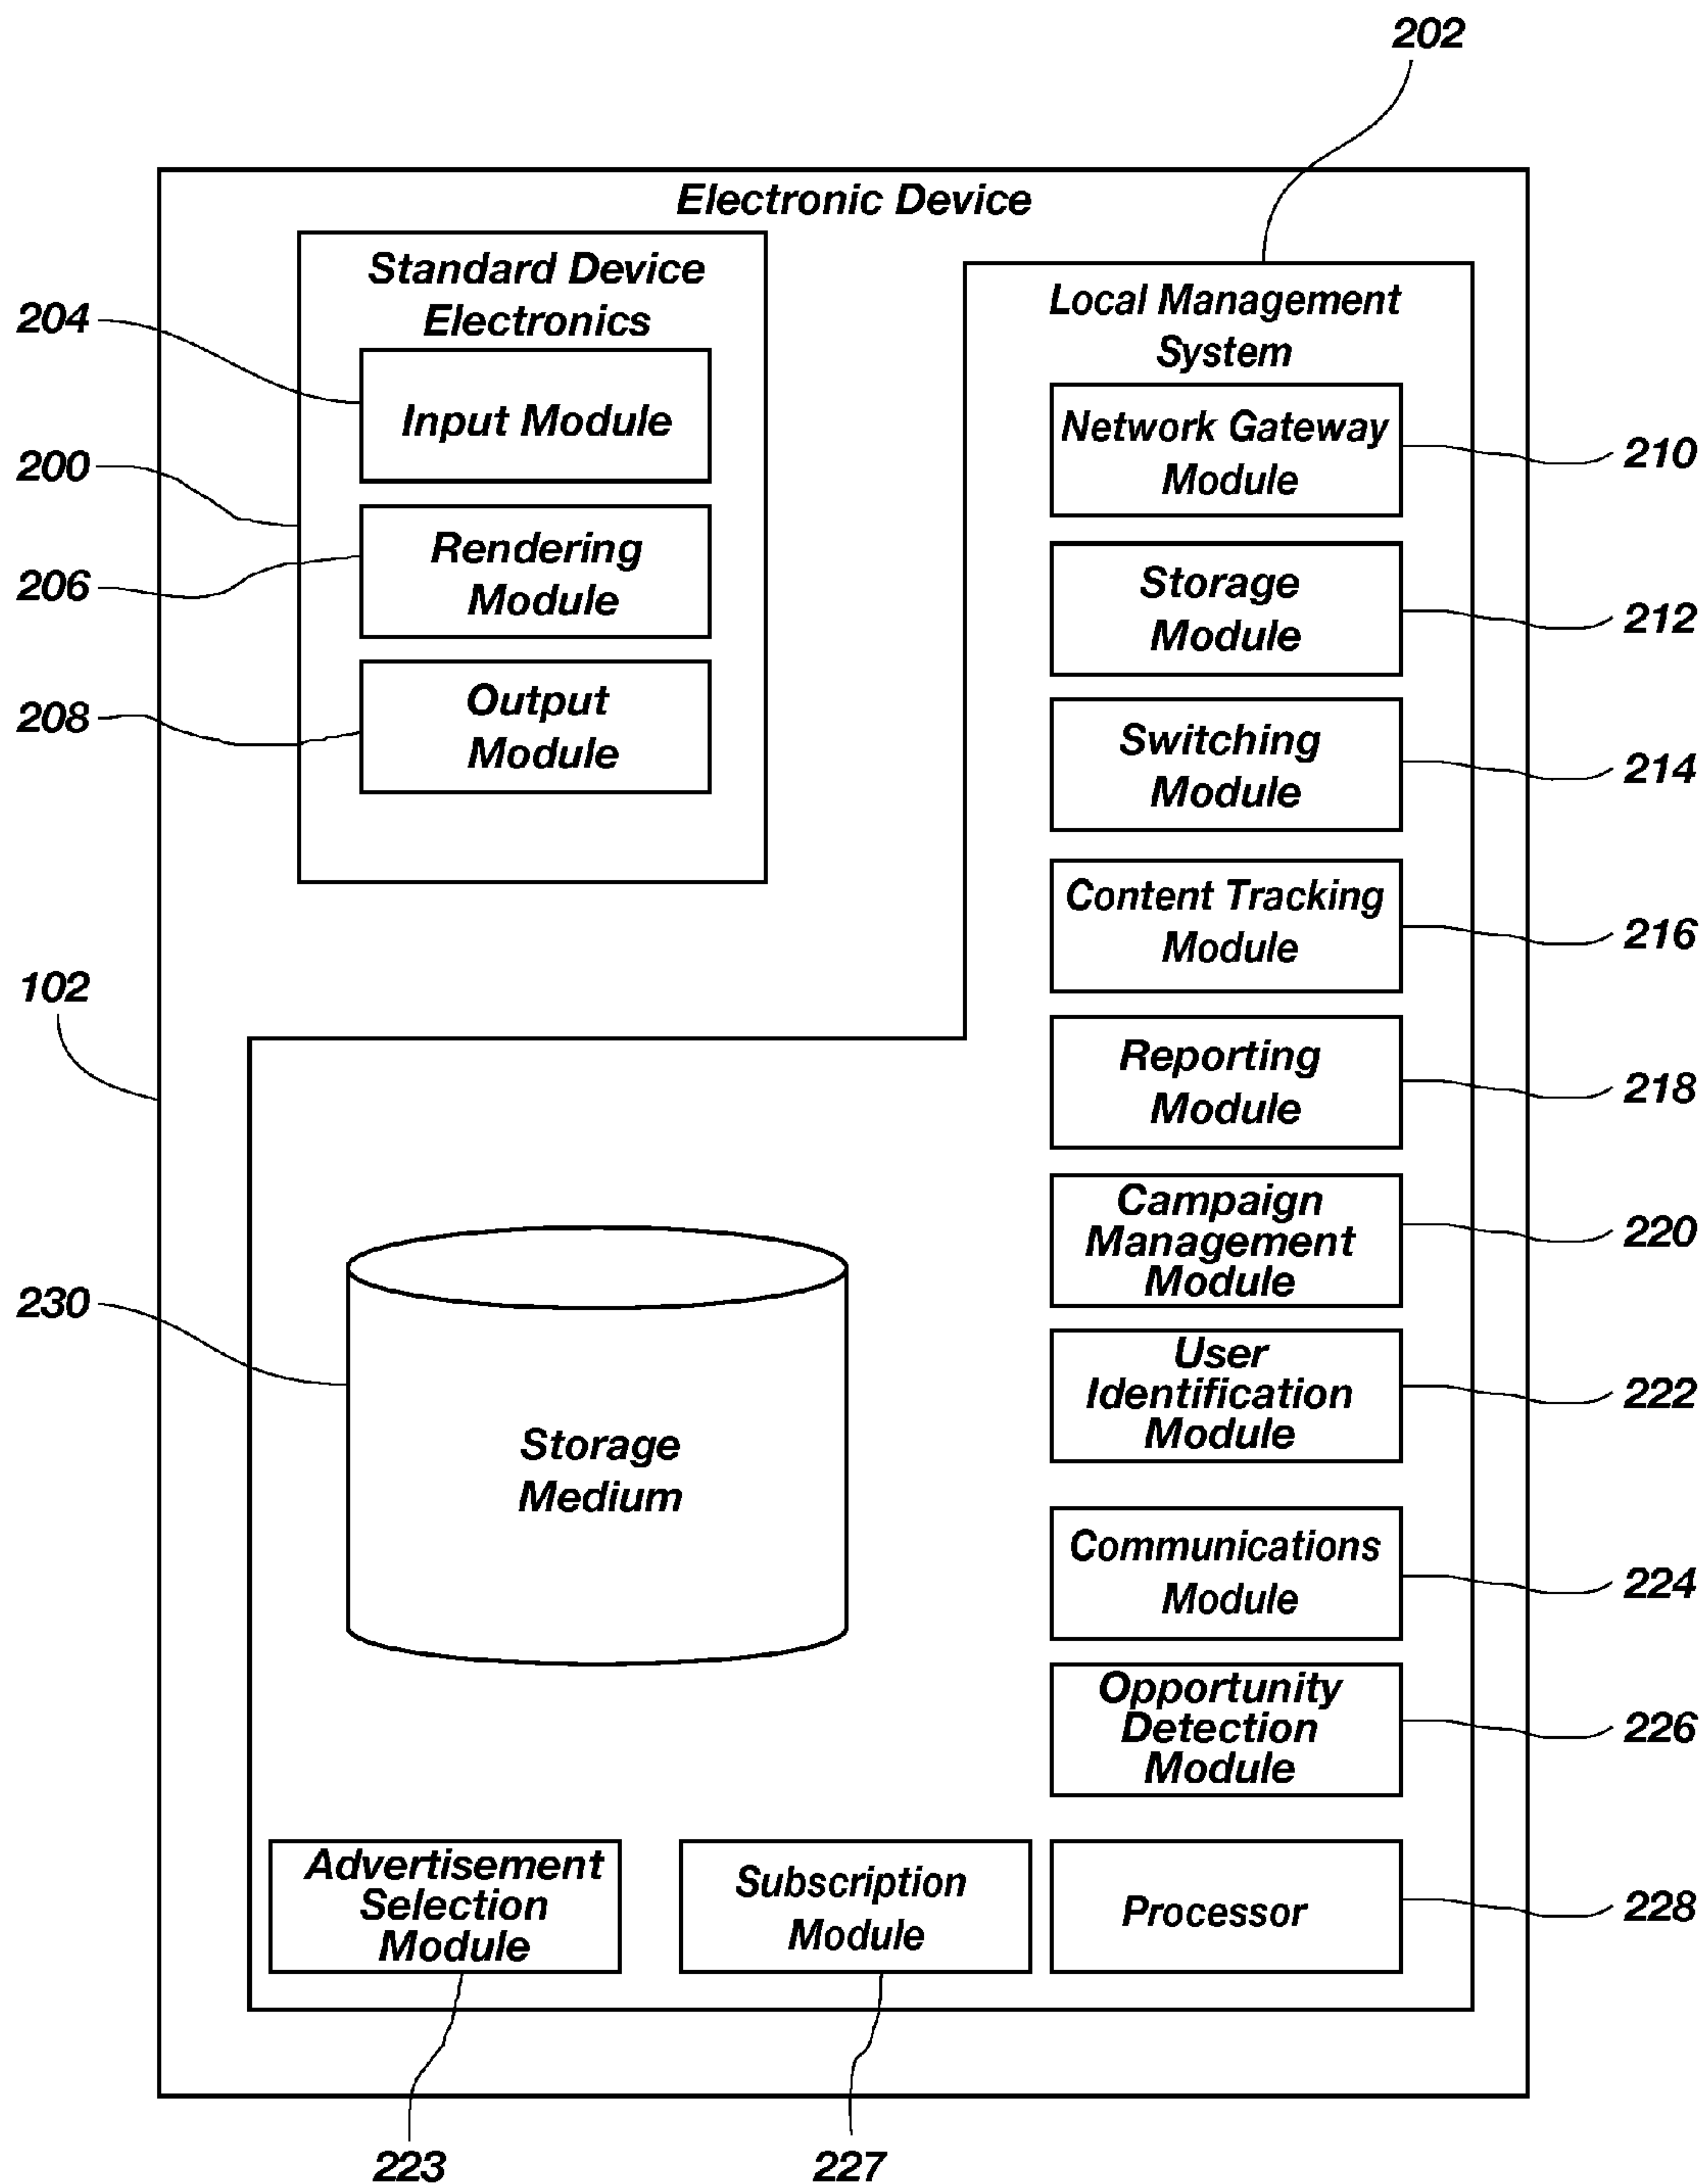 202
Electronic Device
Standard Device
Electronics
204
Input Module
200
Rendering
Module
206
Output
Module
208
Local Management
System
Network Gateway
Module
210
Storage
Module
212
Switching
Module
214
Content Tracking
Module
216
102
Reporting
Module
218
Campaign
Management
Module
220
230
Storage
Medium
User
Identification
Module
222
Communications
Module
224
Opportunity
Detection
Module
226
Advertisement
Selection
Module
Subscription
Module
Processor
228
223
227